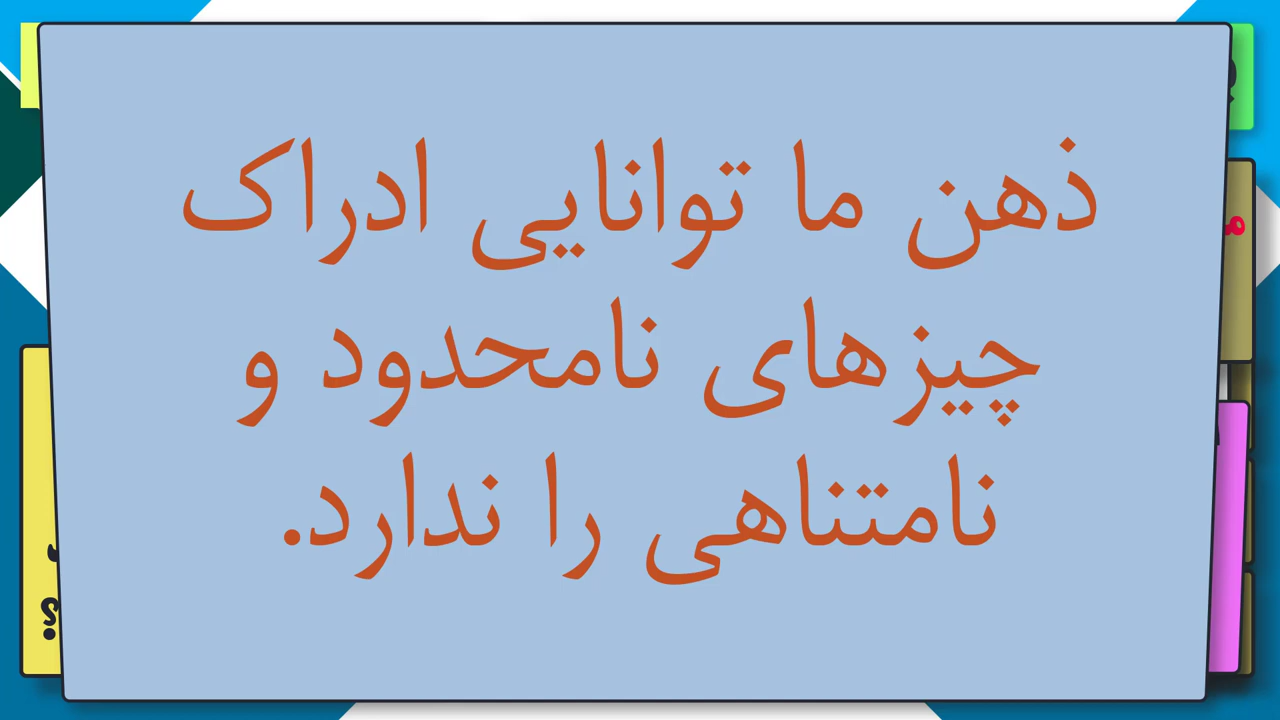 ذهن ما توانایی ادراک
چیزهای نامحدود و
نامتناهی را ندارد.